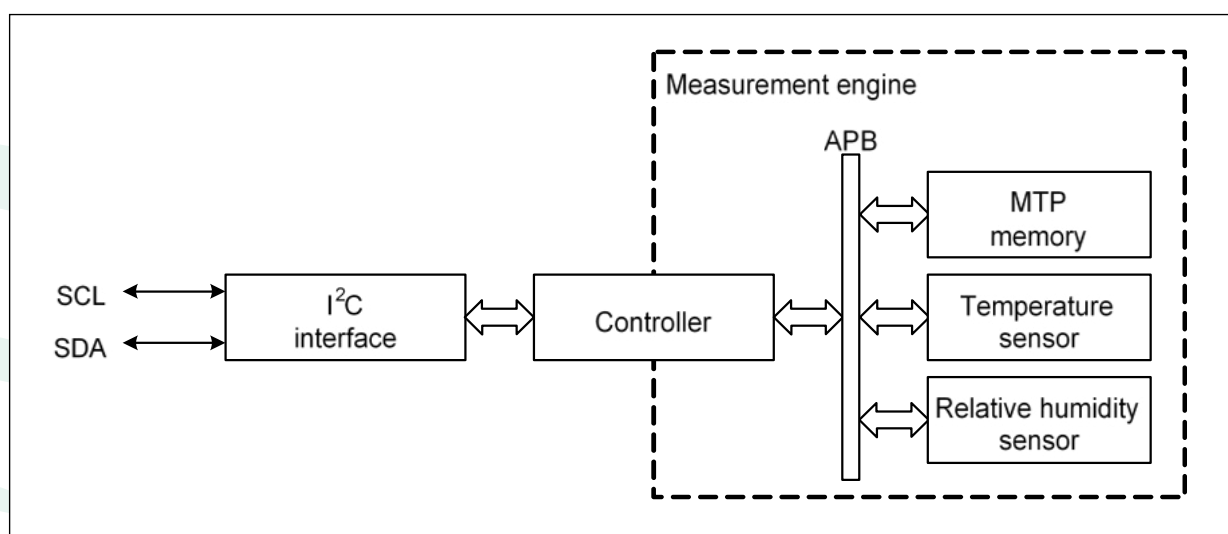 Measurement engine
APB
MTP
memory
SCL
SDA
I²C
interface
Controller
Temperature
sensor
Relative humidity
sensor